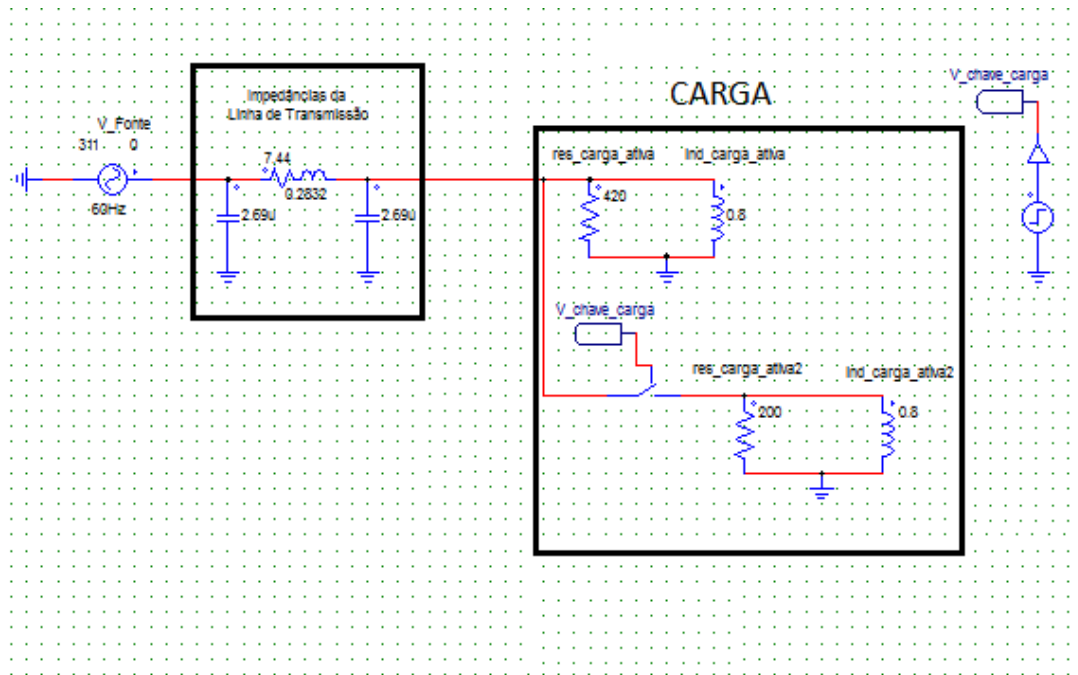 Impedâncias da
Linha de Transmissão
V_Fonte
311 0
60Hz
7.44
0.2832
2.69u
2.69u
CARGA
res_carga_ativa
ind_carga_ativa
420
0.8
V_chave_carga
res_carga_ativa2
ind_carga_ativa2
200
0.8
V_chave_carga